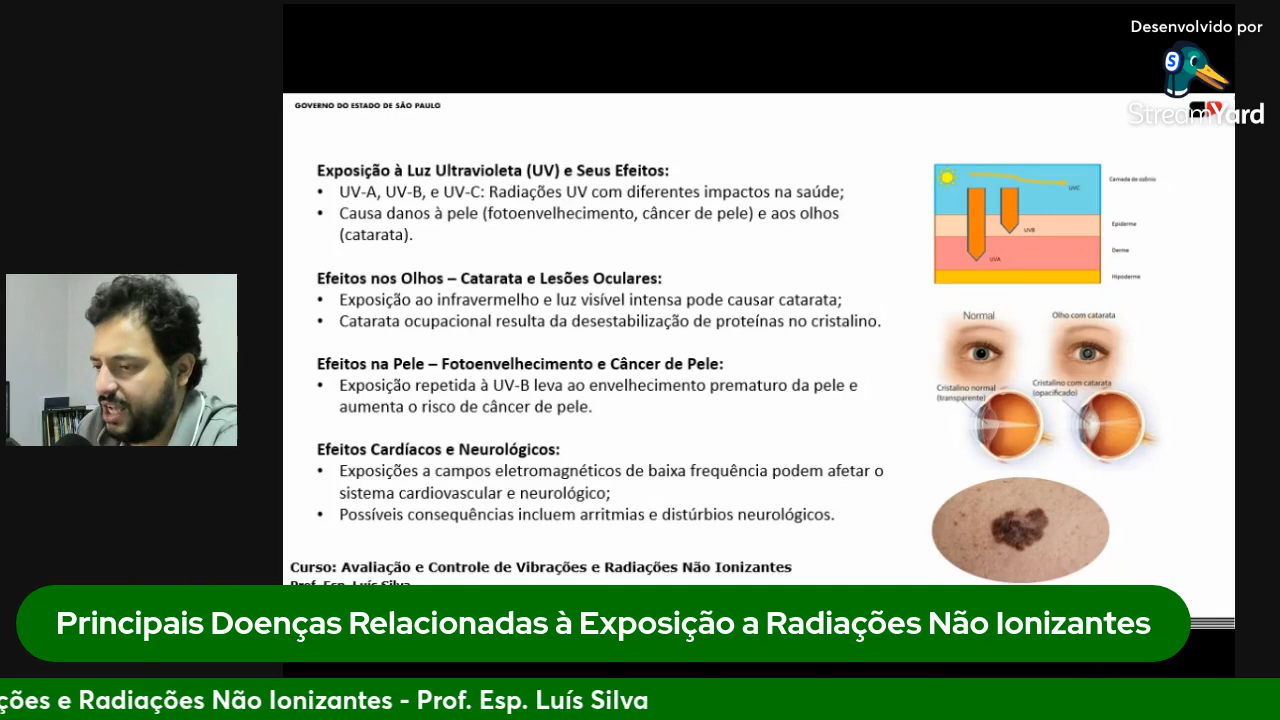 Desenvolvido por
StreamYard
GOVERNO DO ESTADO DE SÃO PAULO
Exposição à Luz Ultravioleta (UV) e Seus Efeitos:
• UV-A, UV-B, e UV-C: Radiações UV com diferentes impactos na saúde;
• Causa danos à pele (fotoenvelhecimento, câncer de pele) e aos olhos
(catarata).
Efeitos nos Olhos – Catarata e Lesões Oculares:
• Exposição ao infravermelho e luz visível intensa pode causar catarata;
• Catarata ocupacional resulta da desestabilização de proteínas no cristalino.
Efeitos na Pele – Fotoenvelhecimento e Câncer de Pele:
• Exposição repetida à UV-B leva ao envelhecimento prematuro da pele e
aumenta o risco de câncer de pele.
Efeitos Cardíacos e Neurológicos:
• Exposições a campos eletromagnéticos de baixa frequência podem afetar o
sistema cardiovascular e neurológico;
• Possíveis consequências incluem arritmias e distúrbios neurológicos.
UVC
Camada de ozônio
UVB
Epiderme
UVA
Derme
Hipoderme
Normal
Olho com catarata
Cristalino normal
(transparente)
Cristalino com catarata
(opacificado)
Curso: Avaliação e Controle de Vibrações e Radiações Não Ionizantes
Prof. Esp. Luís Silva
Principais Doenças Relacionadas à Exposição a Radiações Não Ionizantes
ções e Radiações Não Ionizantes - Prof. Esp. Luís Silva